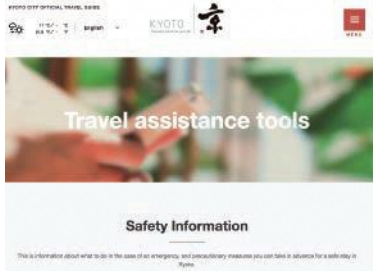 KYOTO CITY OFFICIAL TRAVEL GUIDE
English
KYOTO
京
MENU
Travel assistance tools
Safety Information
This is information about what to do in the case of an emergency, and precautionary measures you can take in advance for a safe stay in
Kyoto.